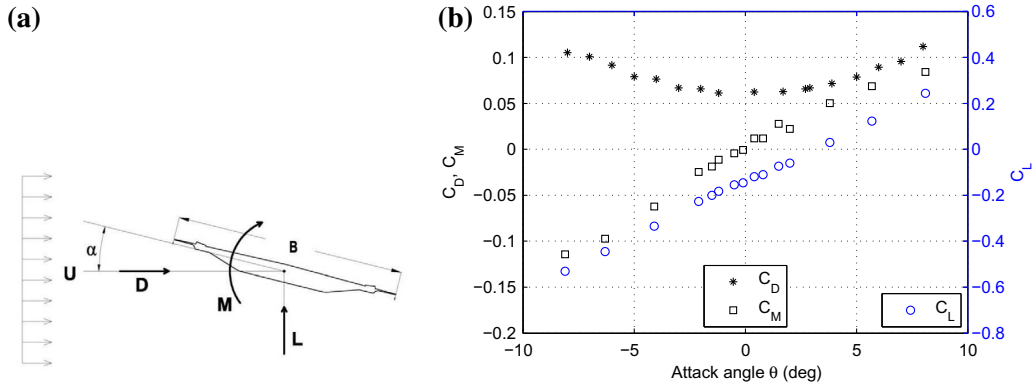 (a)
B
α
U
D
M
L
(b)
0.15
0.1
0.05
0
−0.05
−0.1
−0.15
−0.2
C_D, C_M
−10
−5
0
5
10
Attack angle θ (deg)
0.6
0.4
0.2
0
−0.2
−0.4
−0.6
−0.8
C_L
C_D
C_M
C_L